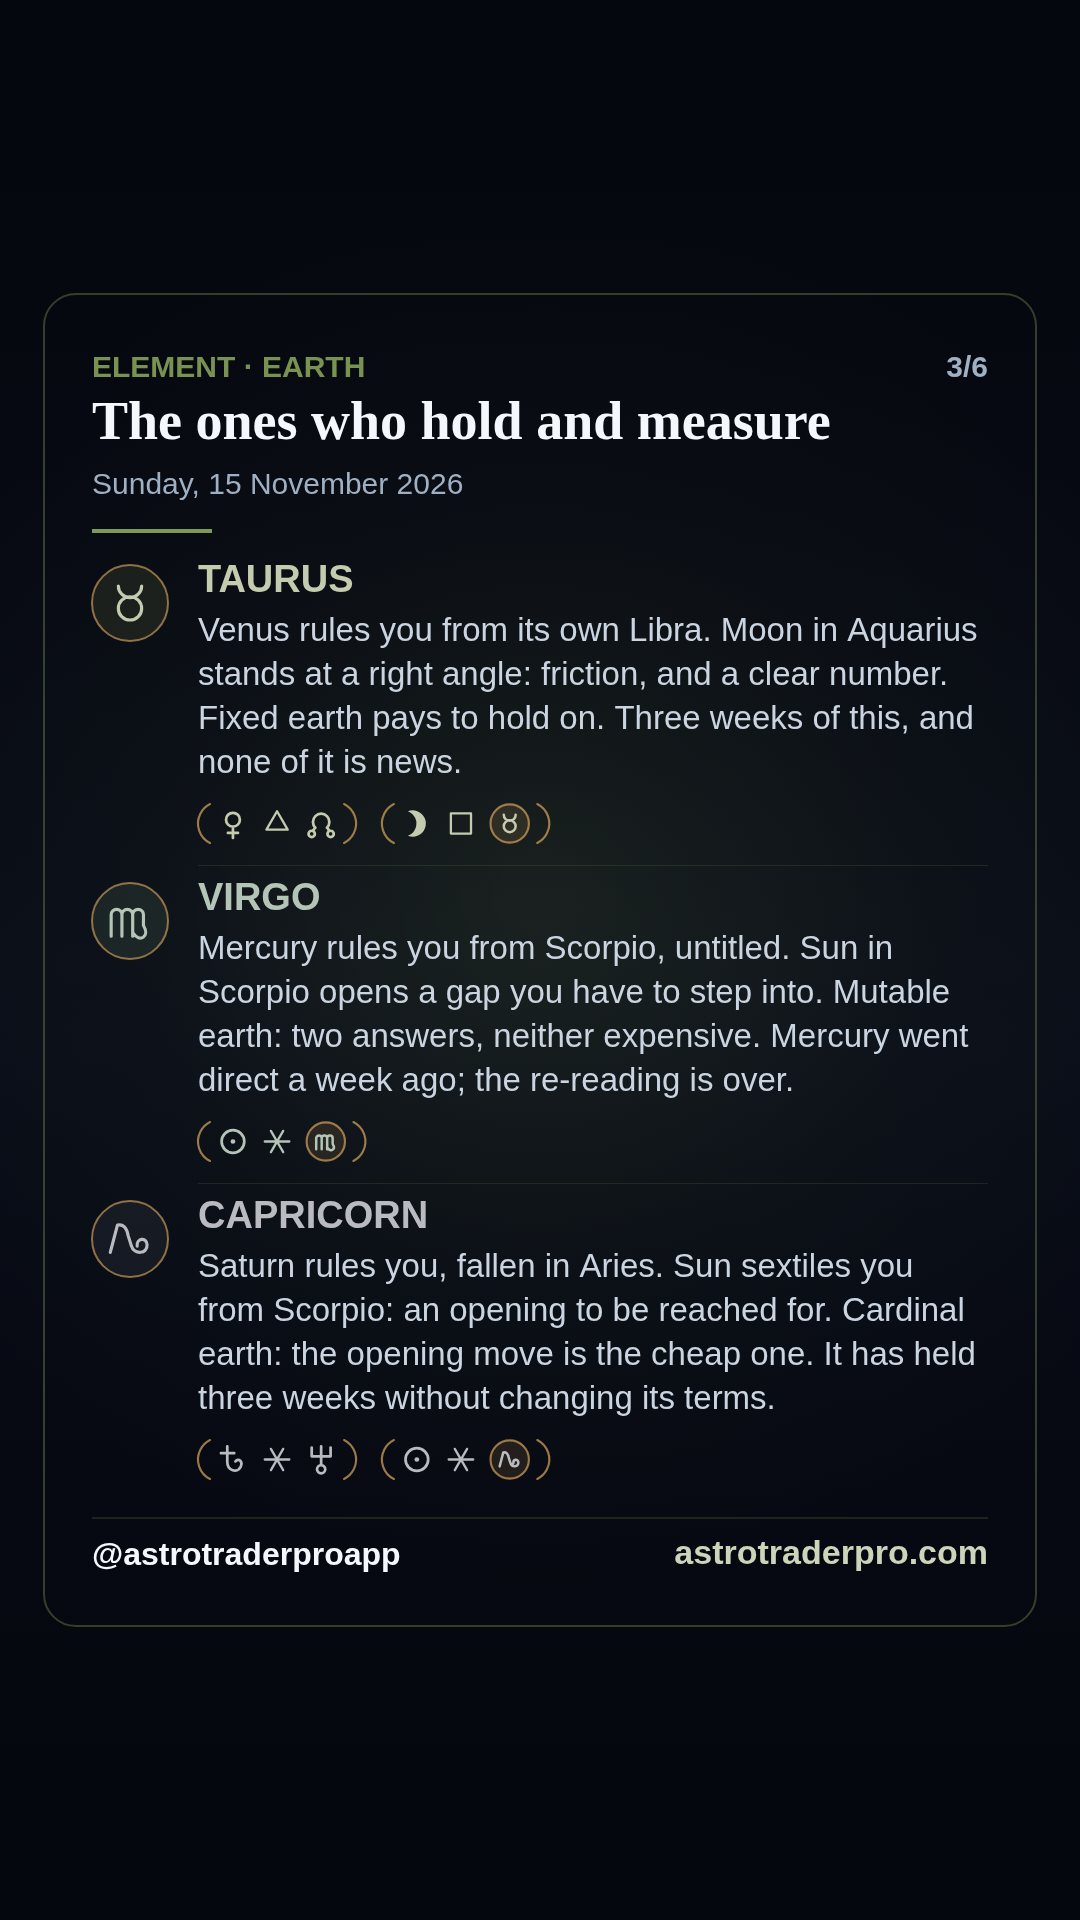 ELEMENT · EARTH
3/6
The ones who hold and measure
Sunday, 15 November 2026
TAURUS
Venus rules you from its own Libra. Moon in Aquarius
stands at a right angle: friction, and a clear number.
Fixed earth pays to hold on. Three weeks of this, and
none of it is news.
VIRGO
Mercury rules you from Scorpio, untitled. Sun in
Scorpio opens a gap you have to step into. Mutable
earth: two answers, neither expensive. Mercury went
direct a week ago; the re-reading is over.
CAPRICORN
Saturn rules you, fallen in Aries. Sun sextiles you
from Scorpio: an opening to be reached for. Cardinal
earth: the opening move is the cheap one. It has held
three weeks without changing its terms.
@astrotraderproapp
astrotraderpro.com